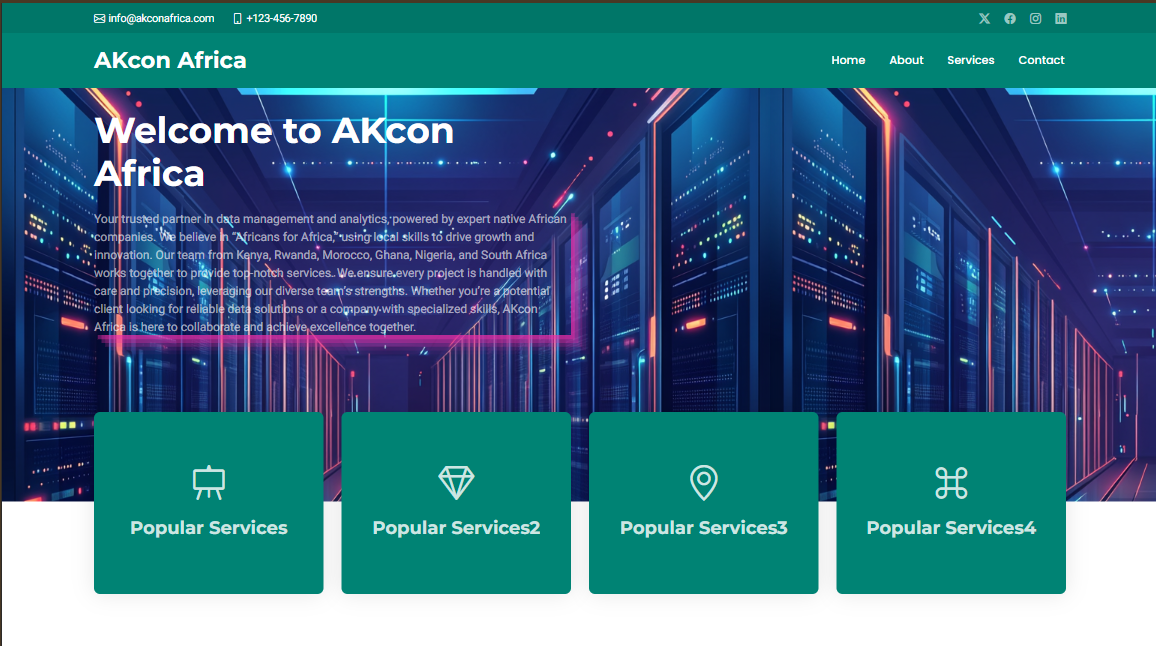 info@akconafrica.com +123-456-7890
AKcon Africa
Home About Services Contact
Welcome to AKcon
Africa
Your trusted partner in data management and analytics, powered by expert native African
companies. We believe in "Africans for Africa," using local skills to drive growth and
innovation. Our team from Kenya, Rwanda, Morocco, Ghana, Nigeria, and South Africa
works together to provide top-notch services. We ensure every project is handled with
care and precision, leveraging our diverse team's strengths. Whether you're a potential
client looking for reliable data solutions or a company with specialized skills, AKcon
Africa is here to collaborate and achieve excellence together.
Popular Services
Popular Services2
Popular Services3
Popular Services4